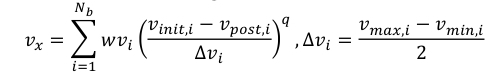 v_x = \sum_{i=1}^{N_b} wv_i \left( \frac{v_{init,i} - v_{post,i}}{\Delta v_i} \right)^q , \Delta v_i = \frac{v_{max,i} - v_{min,i}}{2}